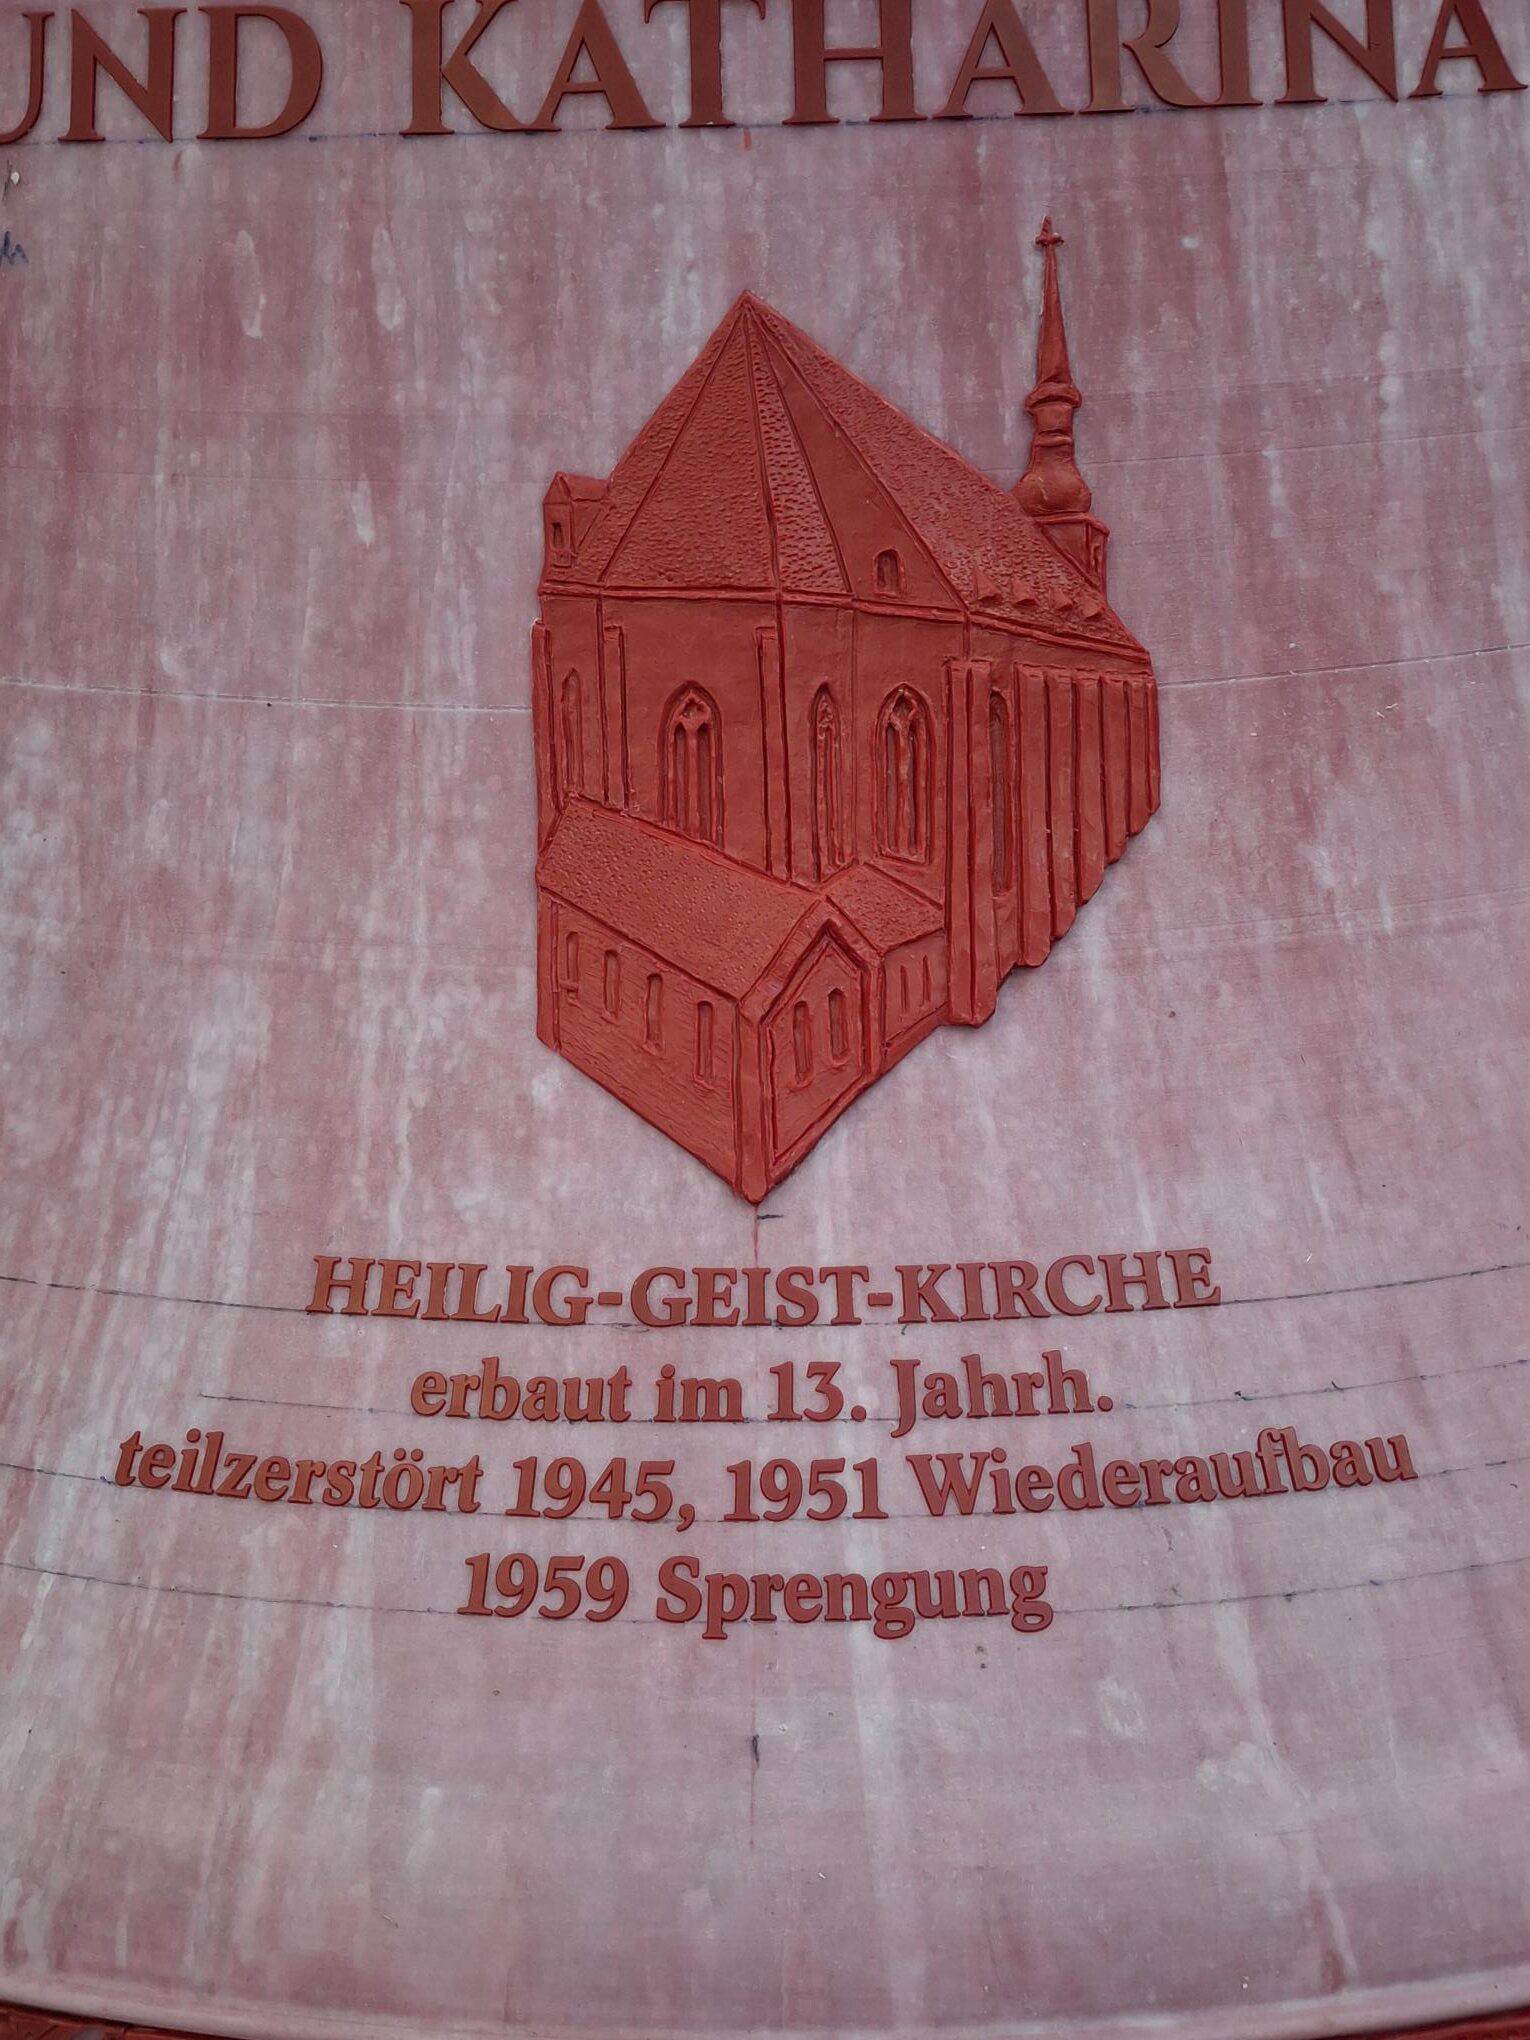 UND KATHARINA
HEILIG-GEIST-KIRCHE
erbaut im 13. Jahrh.
teilzerstört 1945, 1951 Wiederaufbau
1959 Sprengung